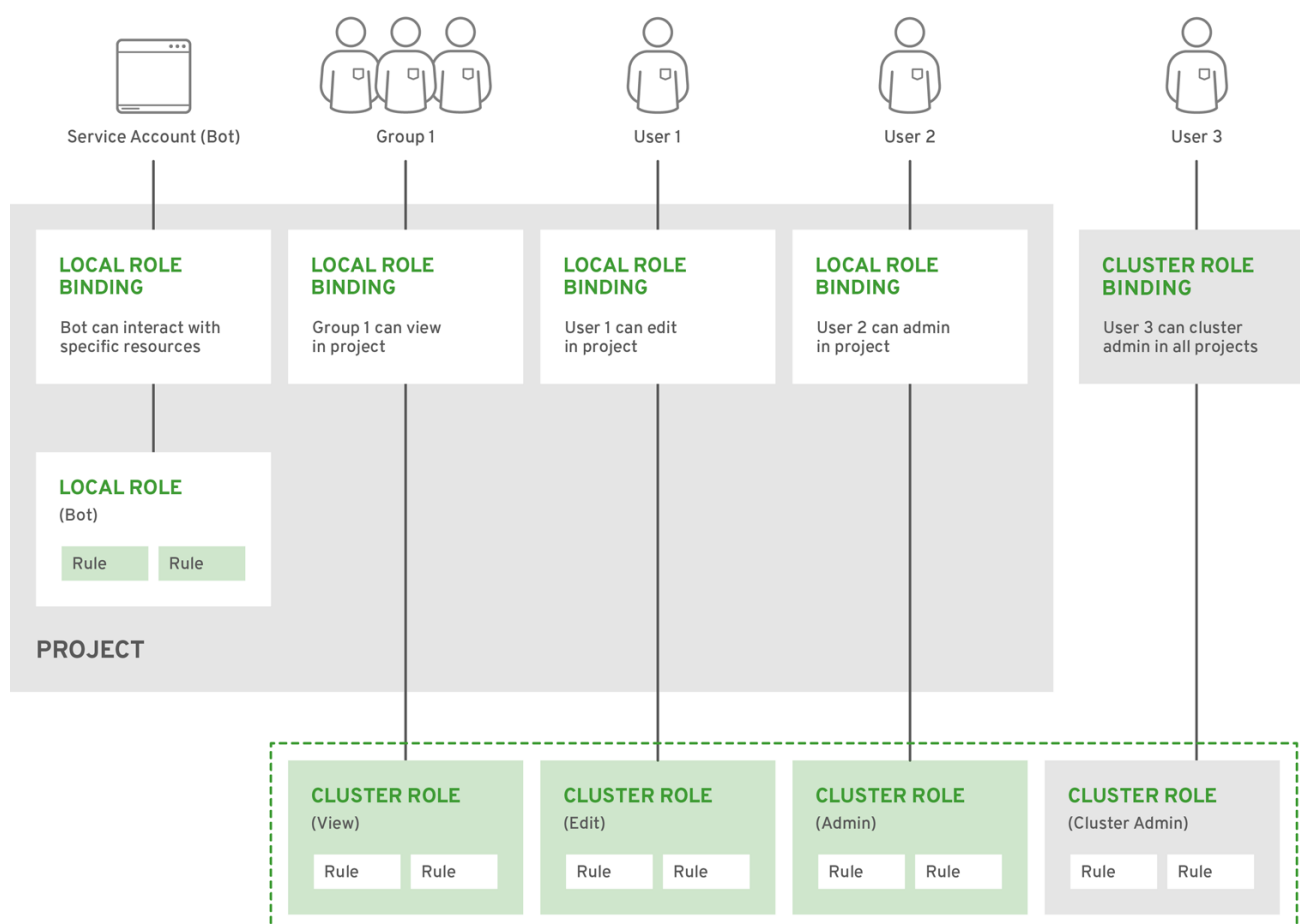 Service Account (Bot)
Group 1
User 1
User 2
User 3
LOCAL ROLE
BINDING
Bot can interact with
specific resources
LOCAL ROLE
BINDING
Group 1 can view
in project
LOCAL ROLE
BINDING
User 1 can edit
in project
LOCAL ROLE
BINDING
User 2 can admin
in project
CLUSTER ROLE
BINDING
User 3 can cluster
admin in all projects
LOCAL ROLE
(Bot)
Rule
Rule
PROJECT
CLUSTER ROLE
(View)
Rule
Rule
CLUSTER ROLE
(Edit)
Rule
Rule
CLUSTER ROLE
(Admin)
Rule
Rule
CLUSTER ROLE
(Cluster Admin)
Rule
Rule